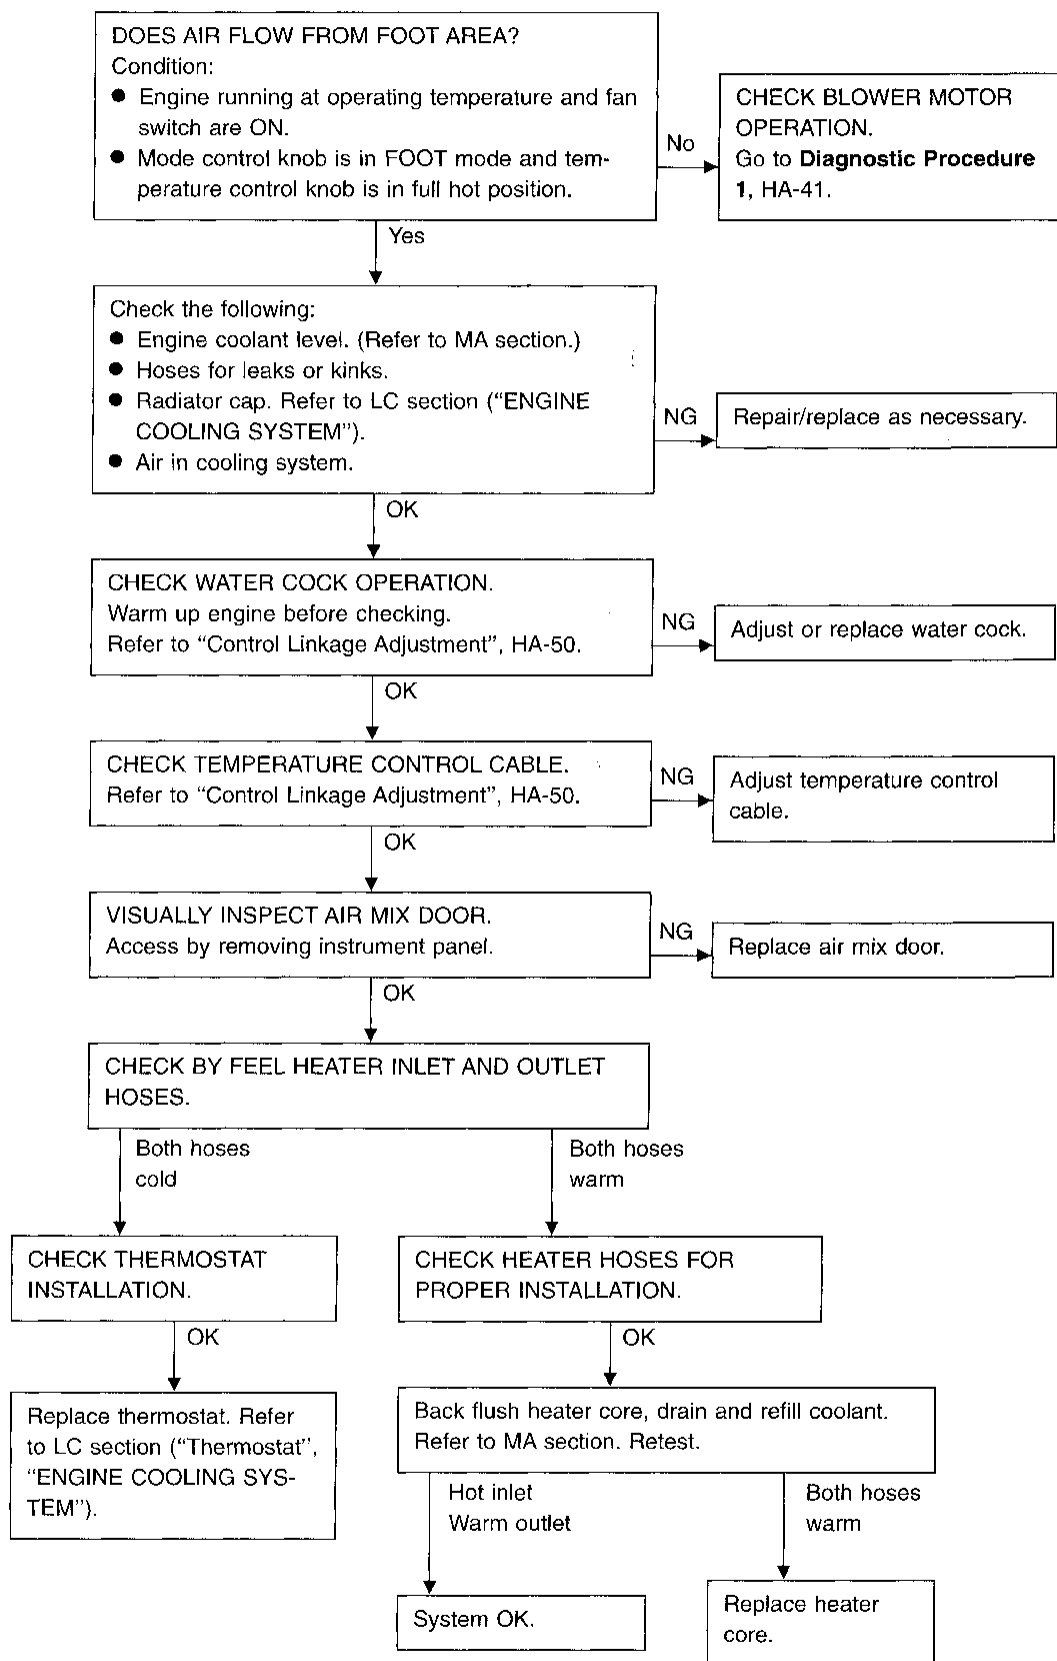 DOES AIR FLOW FROM FOOT AREA?
Condition:
● Engine running at operating temperature and fan
switch are ON.
● Mode control knob is in FOOT mode and tem-
perature control knob is in full hot position.
No
CHECK BLOWER MOTOR
OPERATION.
Go to Diagnostic Procedure
1, HA-41.
Yes
Check the following:
● Engine coolant level. (Refer to MA section.)
● Hoses for leaks or kinks.
● Radiator cap. Refer to LC section (“ENGINE
COOLING SYSTEM”).
● Air in cooling system.
NG
Repair/replace as necessary.
OK
CHECK WATER COCK OPERATION.
Warm up engine before checking.
Refer to “Control Linkage Adjustment”, HA-50.
NG
Adjust or replace water cock.
OK
CHECK TEMPERATURE CONTROL CABLE.
Refer to “Control Linkage Adjustment”, HA-50.
NG
Adjust temperature control
cable.
OK
VISUALLY INSPECT AIR MIX DOOR.
Access by removing instrument panel.
NG
Replace air mix door.
OK
CHECK BY FEEL HEATER INLET AND OUTLET
HOSES.
Both hoses
cold
Both hoses
warm
CHECK THERMOSTAT
INSTALLATION.
CHECK HEATER HOSES FOR
PROPER INSTALLATION.
OK
OK
Replace thermostat. Refer
to LC section (“Thermostat”,
“ENGINE COOLING SYS-
TEM”).
Back flush heater core, drain and refill coolant.
Refer to MA section. Retest.
Hot inlet
Warm outlet
Both hoses
warm
System OK.
Replace heater
core.